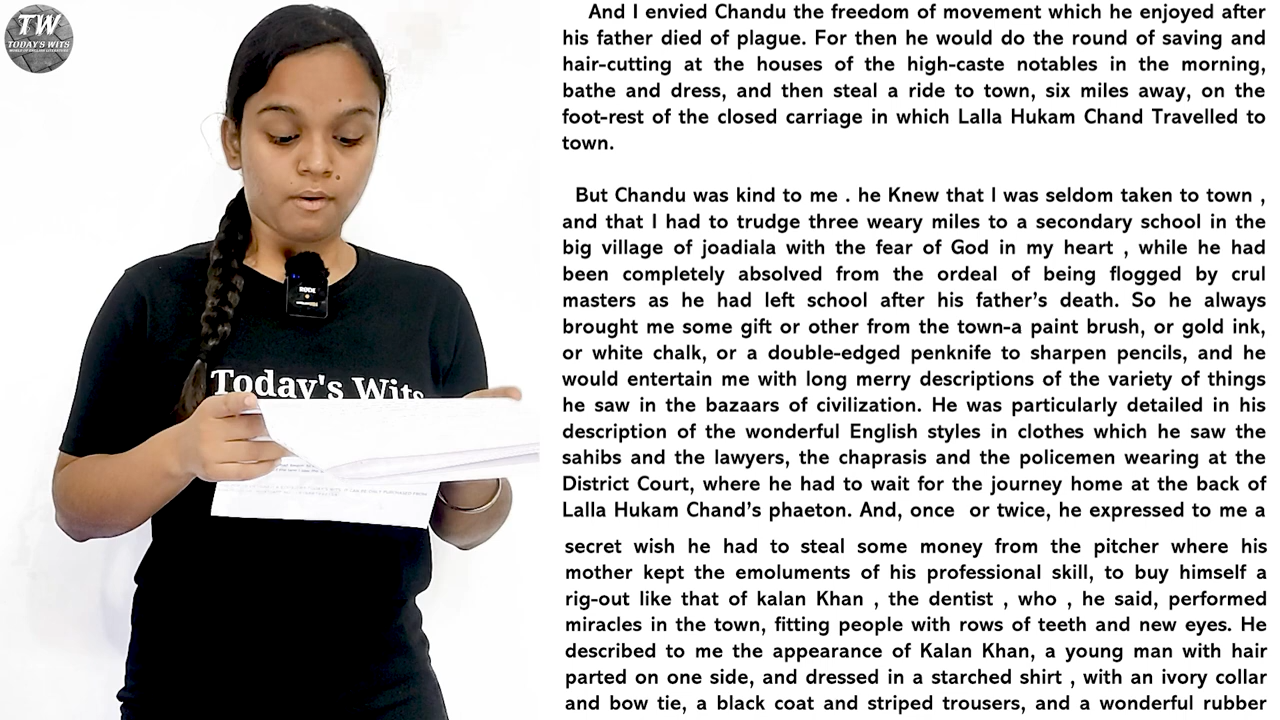 TW
TODAY'S WITS
And I envied Chandu the freedom of movement which he enjoyed after
his father died of plague. For then he would do the round of saving and
hair-cutting at the houses of the high-caste notables in the morning,
bathe and dress, and then steal a ride to town, six miles away, on the
foot-rest of the closed carriage in which Lalla Hukam Chand Travelled to
town.
But Chandu was kind to me . he Knew that I was seldom taken to town ,
and that I had to trudge three weary miles to a secondary school in the
big village of joadiala with the fear of God in my heart , while he had
been completely absolved from the ordeal of being flogged by crul
masters as he had left school after his father's death. So he always
brought me some gift or other from the town-a paint brush, or gold ink,
or white chalk, or a double-edged penknife to sharpen pencils, and he
would entertain me with long merry descriptions of the variety of things
he saw in the bazaars of civilization. He was particularly detailed in his
description of the wonderful English styles in clothes which he saw the
sahibs and the lawyers, the chaprasis and the policemen wearing at the
District Court, where he had to wait for the journey home at the back of
Lalla Hukam Chand's phaeton. And, once or twice, he expressed to me a
secret wish he had to steal some money from the pitcher where his
mother kept the emoluments of his professional skill, to buy himself a
rig-out like that of kalan Khan , the dentist , who , he said, performed
miracles in the town, fitting people with rows of teeth and new eyes. He
described to me the appearance of Kalan Khan, a young man with hair
parted on one side, and dressed in a starched shirt , with an ivory collar
and bow tie, a black coat and striped trousers, and a wonderful rubber
RODE
Today's Wits